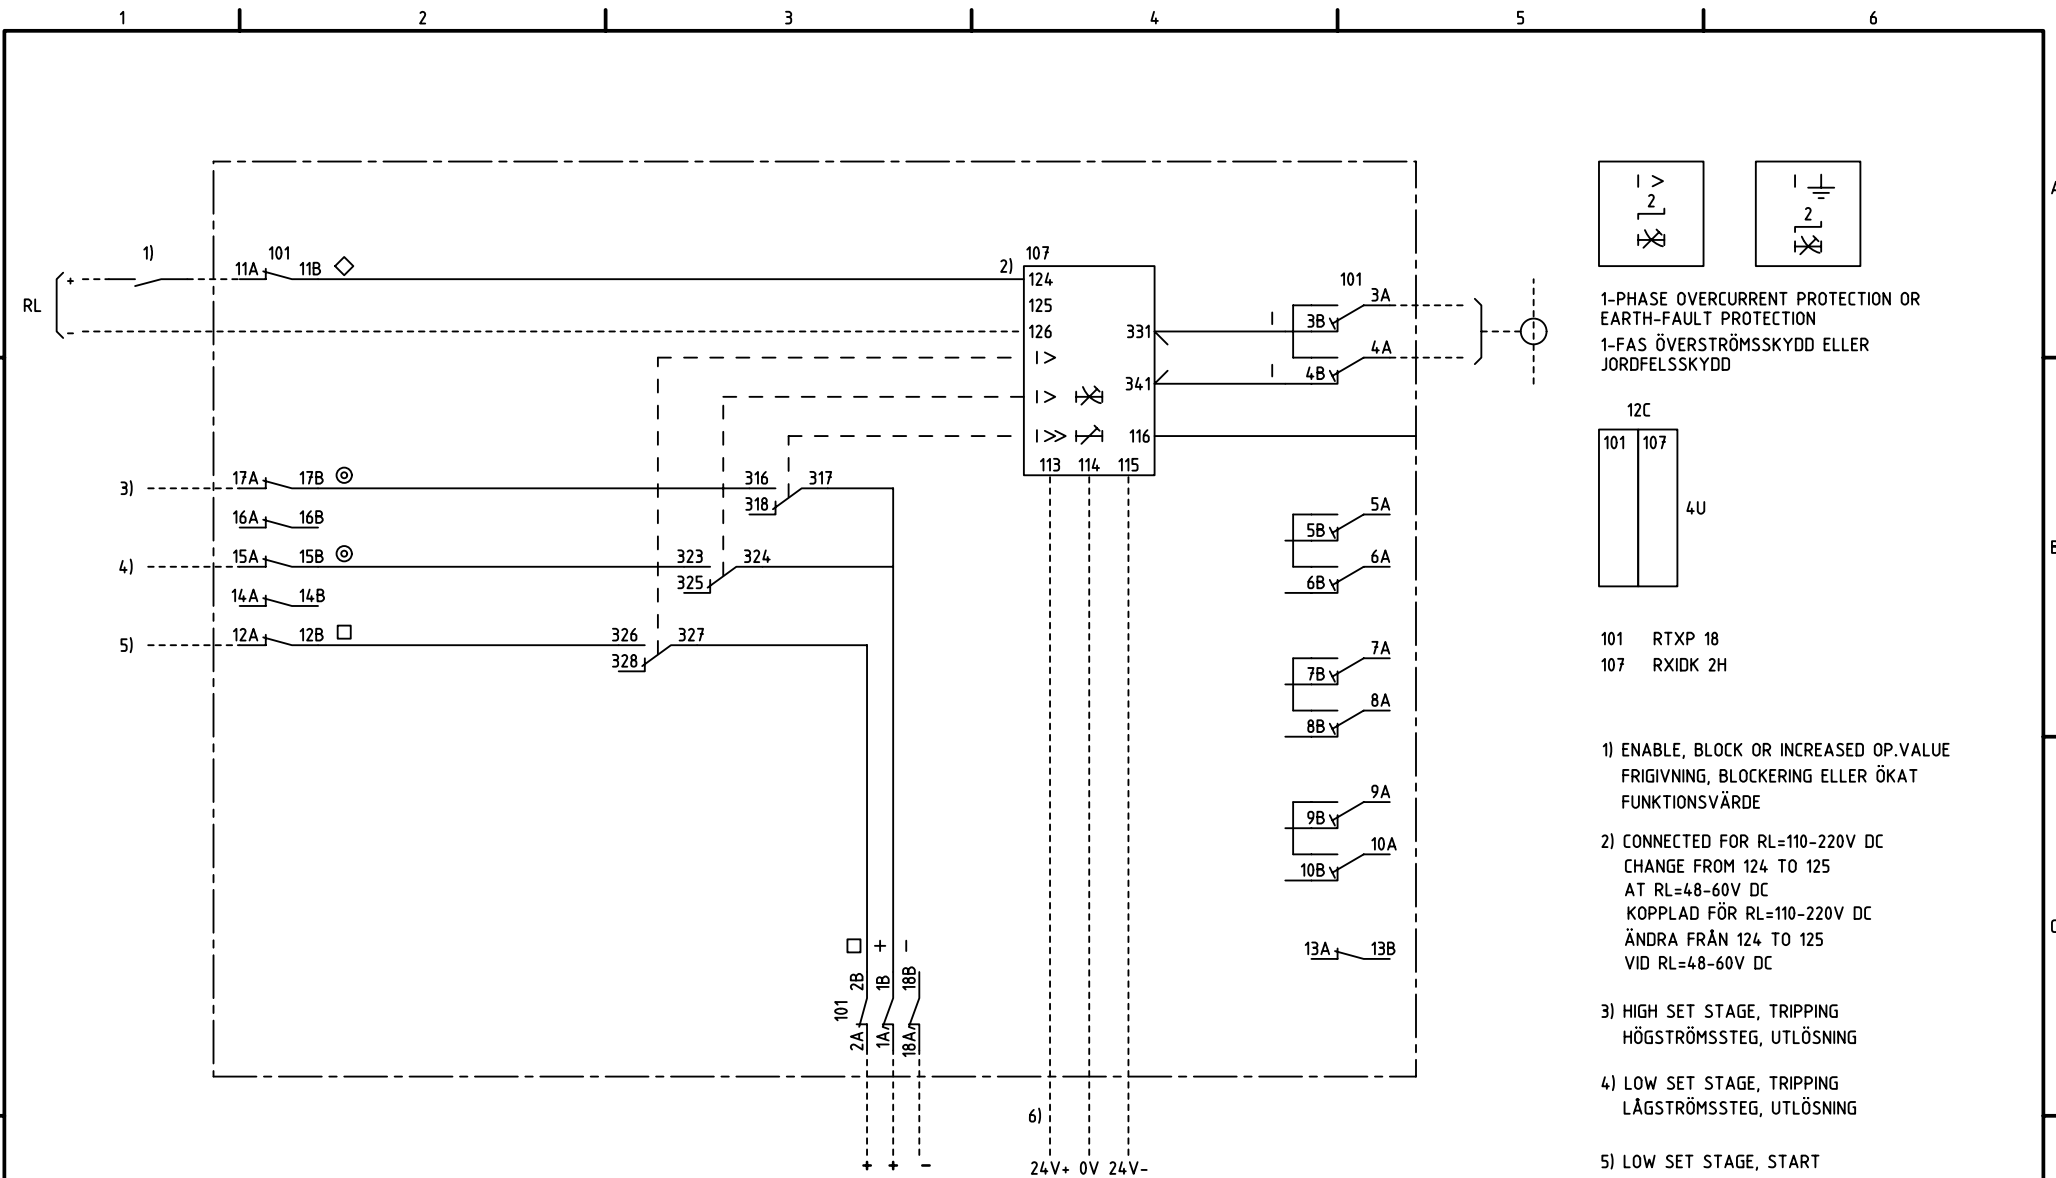 1 2 3 4 5 6
1) 101
RL + 11A 11B 2) 107
-
124
125
126
I>
I>
I>>
331
341
116
113 114 115
101
3A
3B
4A
4B
I
I
3) 17A 17B 316 317
318
16A 16B
4) 15A 15B 323 324
325
14A 14B
5) 12A 12B 326 327
328
5A
5B
6A
6B
7A
7B
8A
8B
9A
9B
10A
10B
13A 13B
+ -
2B 1B 18B
101
2A 1A 18A
+ + -
6)
24V+ 0V 24V-
I >
2
I
2
1-PHASE OVERCURRENT PROTECTION OR
EARTH-FAULT PROTECTION
1-FAS ÖVERSTRÖMSSKYDD ELLER
JORDFELSSKYDD
12C
101 107
4U
101 RTXP 18
107 RXIDK 2H
1) ENABLE, BLOCK OR INCREASED OP.VALUE
FRIGIVNING, BLOCKERING ELLER ÖKAT
FUNKTIONSVÄRDE
2) CONNECTED FOR RL=110-220V DC
CHANGE FROM 124 TO 125
AT RL=48-60V DC
KOPPLAD FÖR RL=110-220V DC
ÄNDRA FRÅN 124 TO 125
VID RL=48-60V DC
3) HIGH SET STAGE, TRIPPING
HÖGSTRÖMSSTEG, UTLÖSNING
4) LOW SET STAGE, TRIPPING
LÅGSTRÖMSSTEG, UTLÖSNING
5) LOW SET STAGE, START